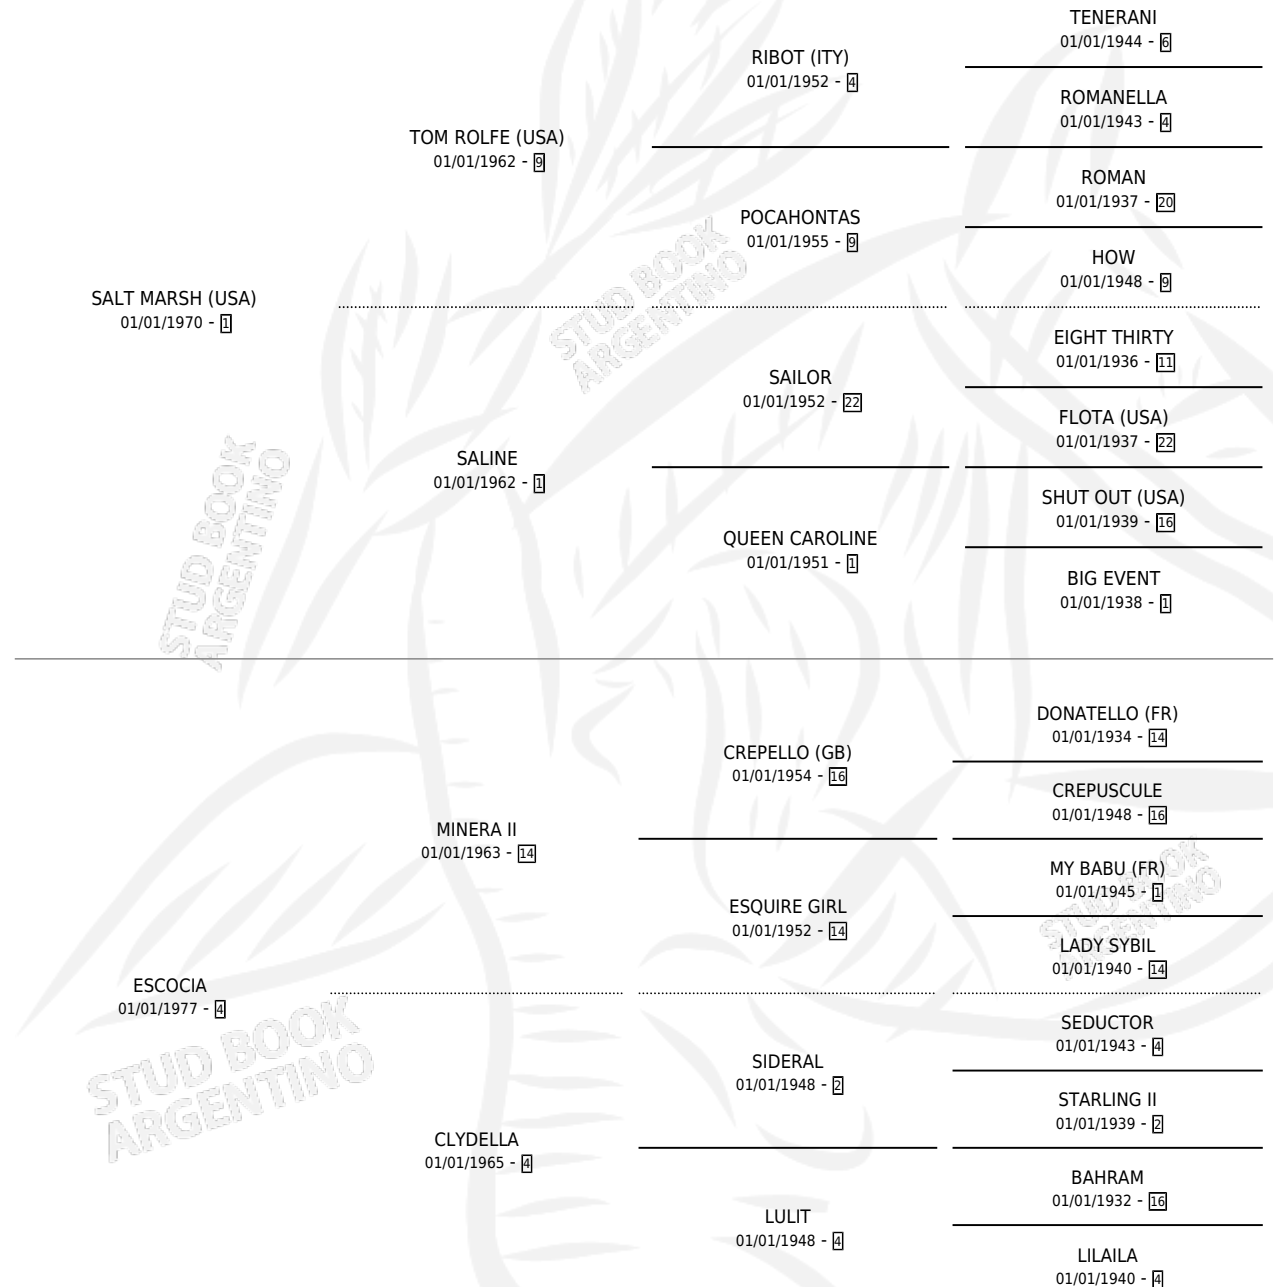 TENERANI
01/01/1944 - 6
RIBOT (ITY)
01/01/1952 - 4
ROMANELLA
01/01/1943 - 4
TOM ROLFE (USA)
01/01/1962 - 9
ROMAN
01/01/1937 - 20
POCAHONTAS
01/01/1955 - 9
HOW
01/01/1948 - 9
SALT MARSH (USA)
01/01/1970 - 1
EIGHT THIRTY
01/01/1936 - 11
SAILOR
01/01/1952 - 22
FLOTA (USA)
01/01/1937 - 22
SALINE
01/01/1962 - 1
SHUT OUT (USA)
01/01/1939 - 16
QUEEN CAROLINE
01/01/1951 - 1
BIG EVENT
01/01/1938 - 1
DONATELLO (FR)
01/01/1934 - 14
CREPELLO (GB)
01/01/1954 - 16
CREPUSCULE
01/01/1948 - 16
MINERA II
01/01/1963 - 14
MY BABU (FR)
01/01/1945 - 1
ESQUIRE GIRL
01/01/1952 - 14
LADY SYBIL
01/01/1940 - 14
ESCOCIA
01/01/1977 - 4
SEDUCTOR
01/01/1943 - 4
SIDERAL
01/01/1948 - 2
STARLING II
01/01/1939 - 2
CLYDELLA
01/01/1965 - 4
BAHRAM
01/01/1932 - 16
LULIT
01/01/1948 - 4
LILAILA
01/01/1940 - 4
STUD BOOK
ARGENTINO
STUD BOOK
ARGENTINO
STUD BOOK
ARGENTINO
STUD BOOK
ARGENTINO